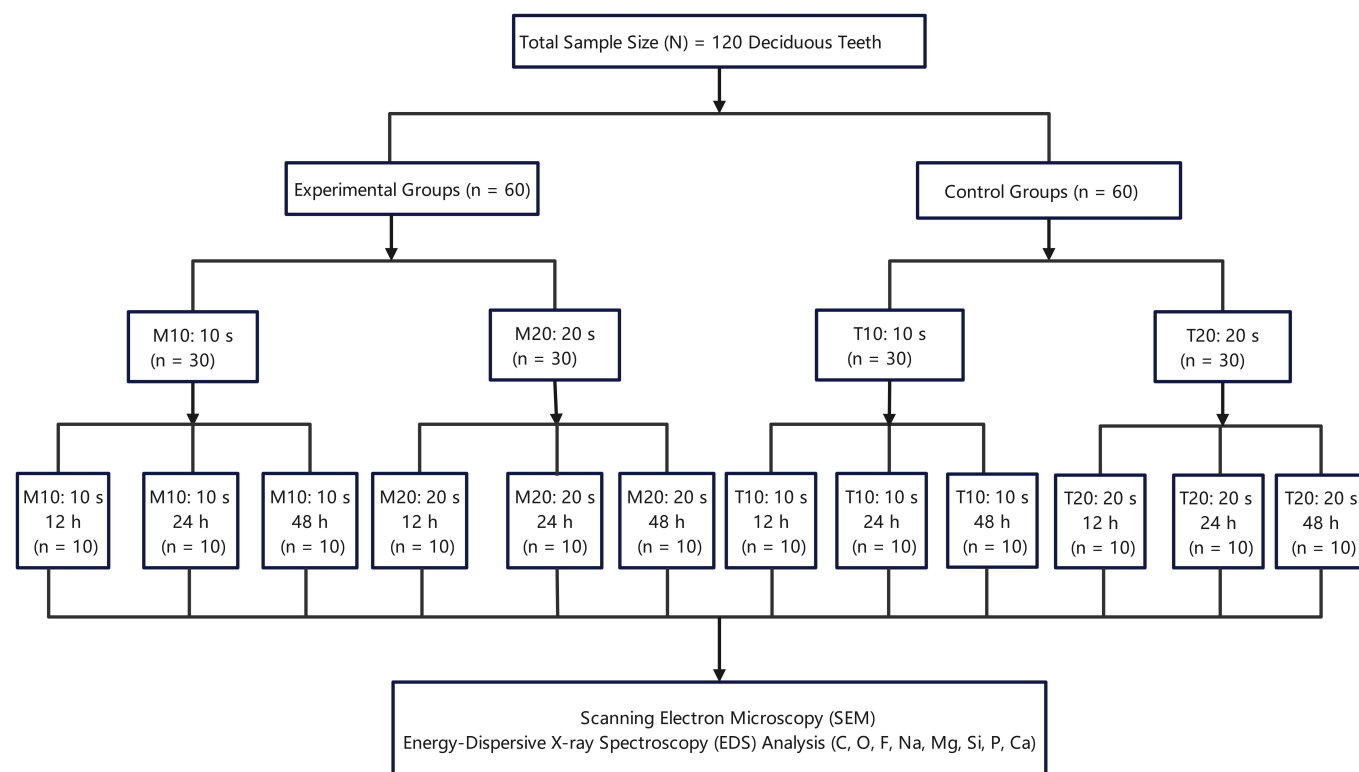 Total Sample Size (N) = 120 Deciduous Teeth
Experimental Groups (n = 60)
Control Groups (n = 60)
M10: 10 s
(n = 30)
M20: 20 s
(n = 30)
T10: 10 s
(n = 30)
T20: 20 s
(n = 30)
M10: 10 s
12 h
(n = 10)
M10: 10 s
24 h
(n = 10)
M10: 10 s
48 h
(n = 10)
M20: 20 s
12 h
(n = 10)
M20: 20 s
24 h
(n = 10)
M20: 20 s
48 h
(n = 10)
T10: 10 s
12 h
(n = 10)
T10: 10 s
24 h
(n = 10)
T10: 10 s
48 h
(n = 10)
T20: 20 s
12 h
(n = 10)
T20: 20 s
24 h
(n = 10)
T20: 20 s
48 h
(n = 10)
Scanning Electron Microscopy (SEM)
Energy-Dispersive X-ray Spectroscopy (EDS) Analysis (C, O, F, Na, Mg, Si, P, Ca)